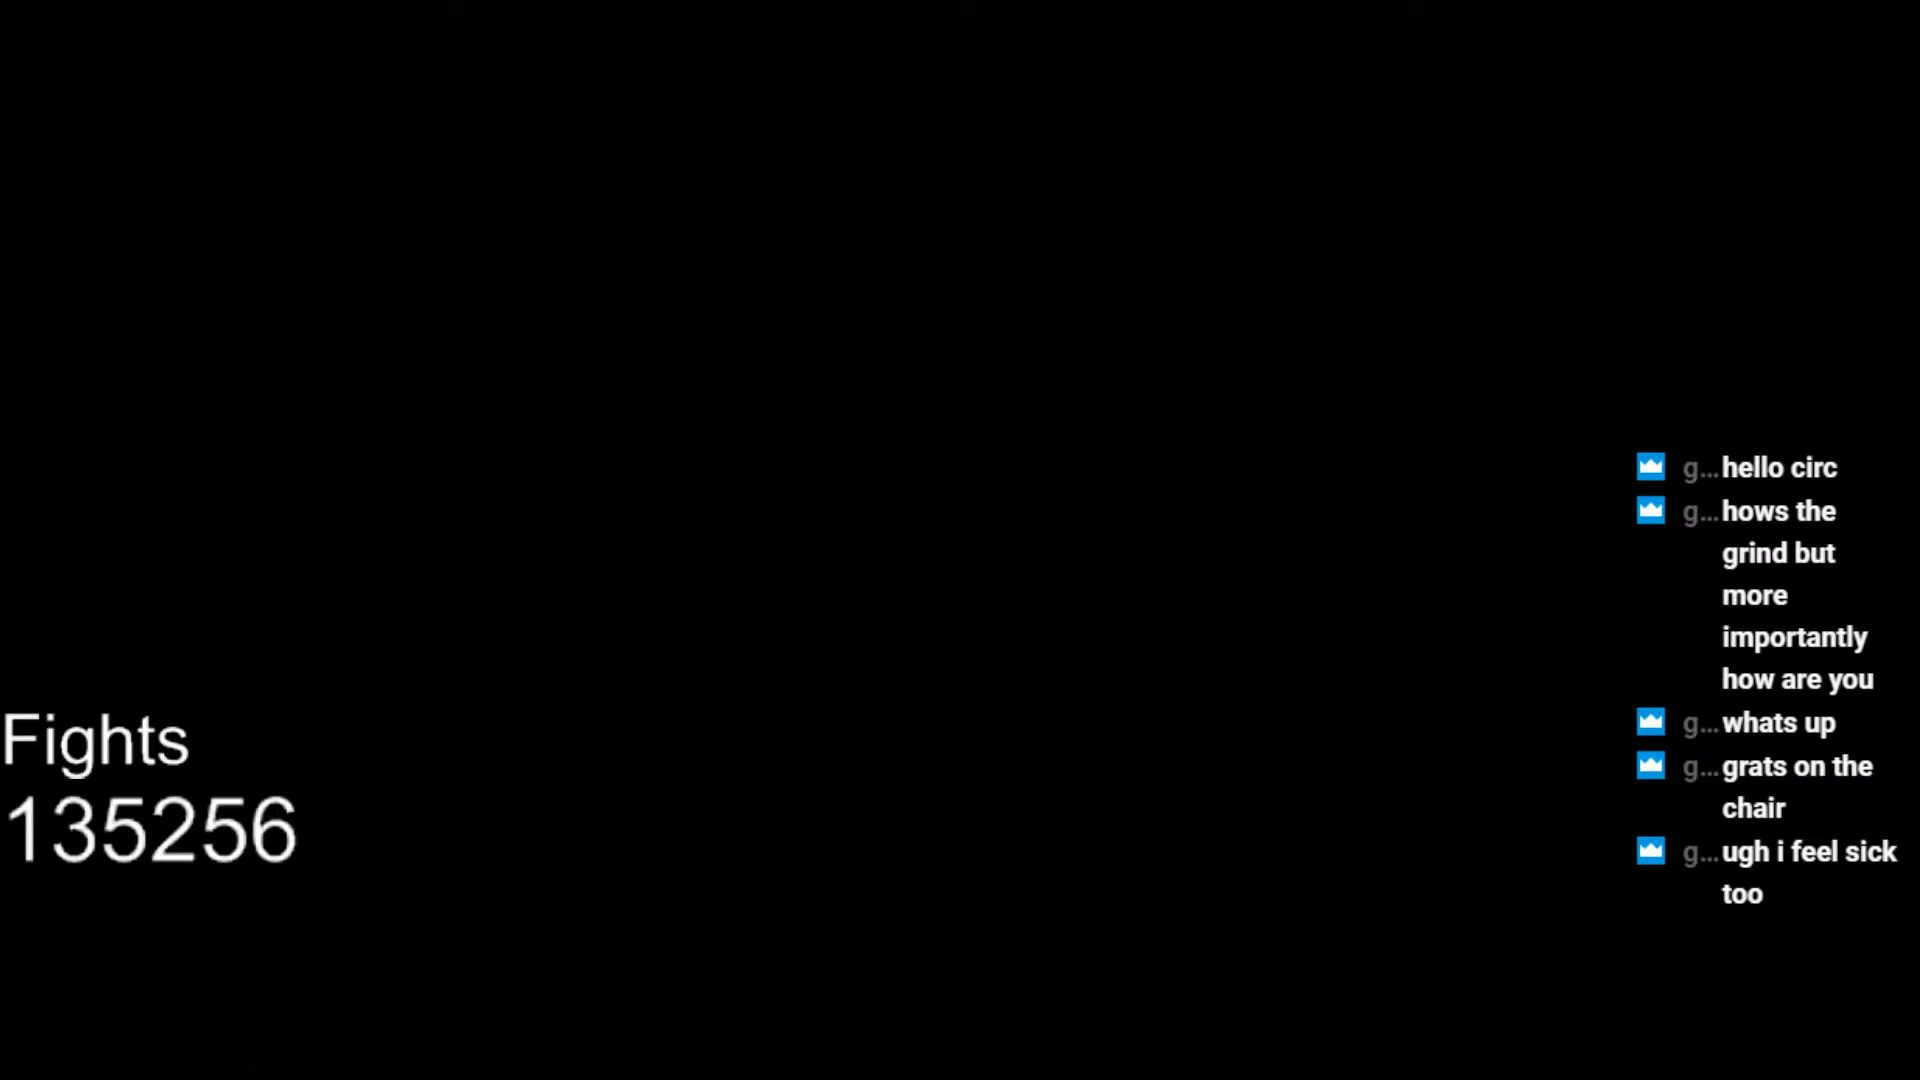 Fights
135256
g...hello circ
g...hows the
grind but
more
importantly
how are you
g...whats up
g...grats on the
chair
g...ugh i feel sick
too